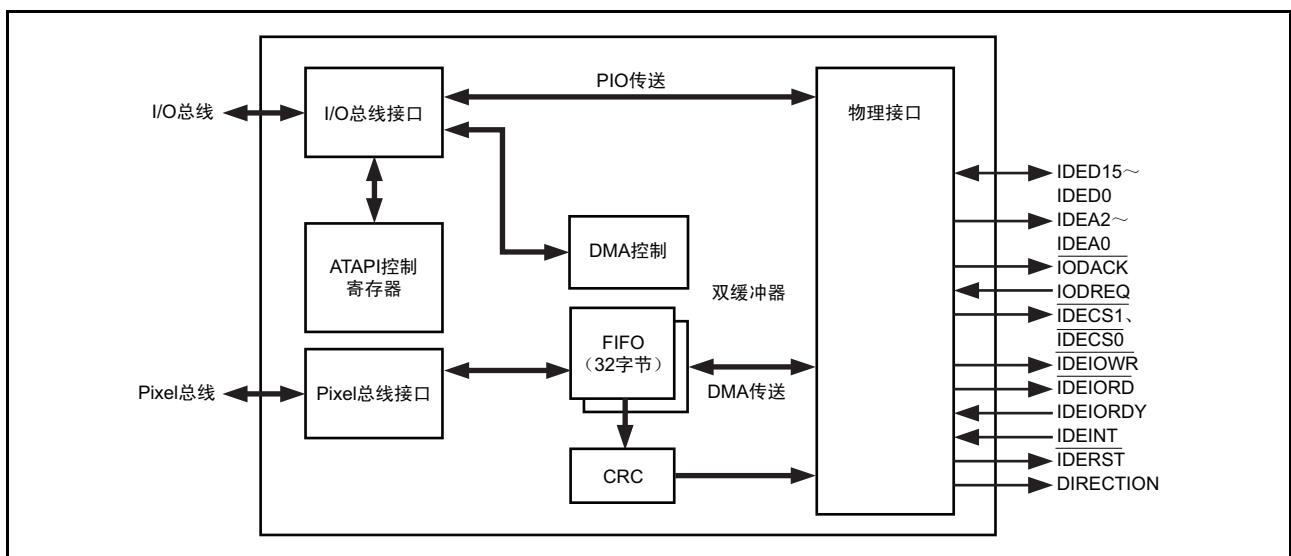 I/O总线
I/O总线接口
PIO传送
物理接口
ATAPI控制
寄存器
DMA控制
双缓冲器
FIFO
（32字节）
DMA传送
Pixel总线
Pixel总线接口
CRC
IDED15～
IDED0
IDEA2～
IDEA0
IODACK
IODREQ
IDECS1、
IDECS0
IDEIOWR
IDEIORD
IDEIORDY
IDEINT
IDERST
DIRECTION